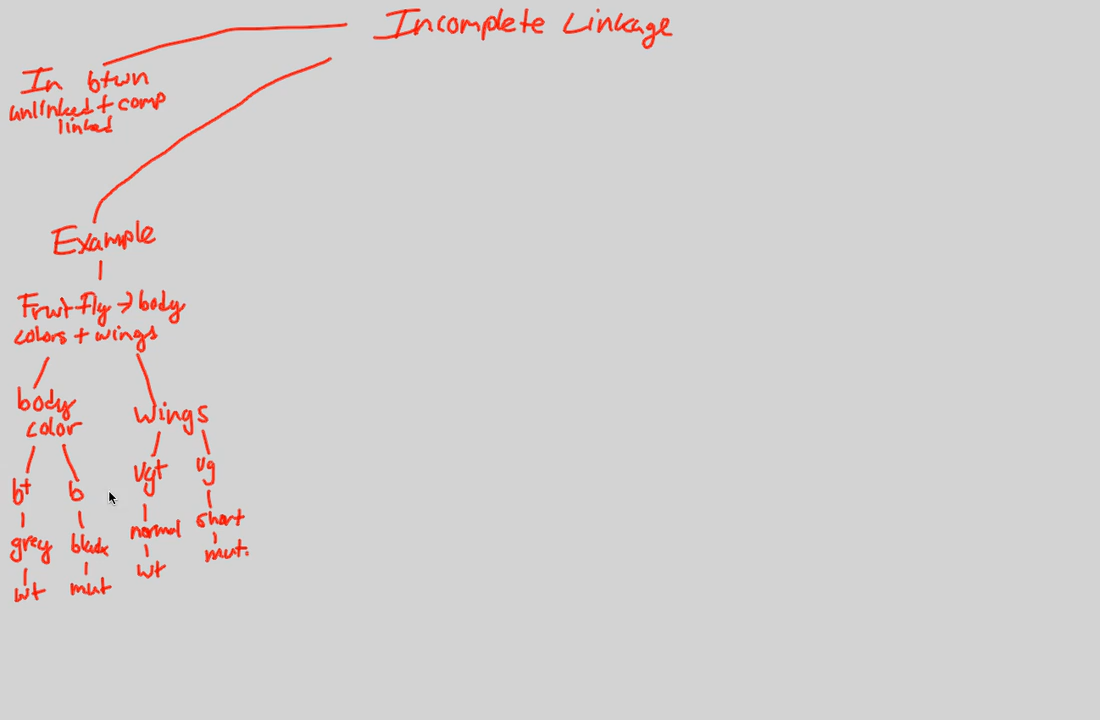 Incomplete Linkage
In btwn
unlinked + comp
linked
Example
Fruit fly → body
colors + wings
body
color
wings
b+ b vg+ vg
grey black normal short
wt mut wt mut.